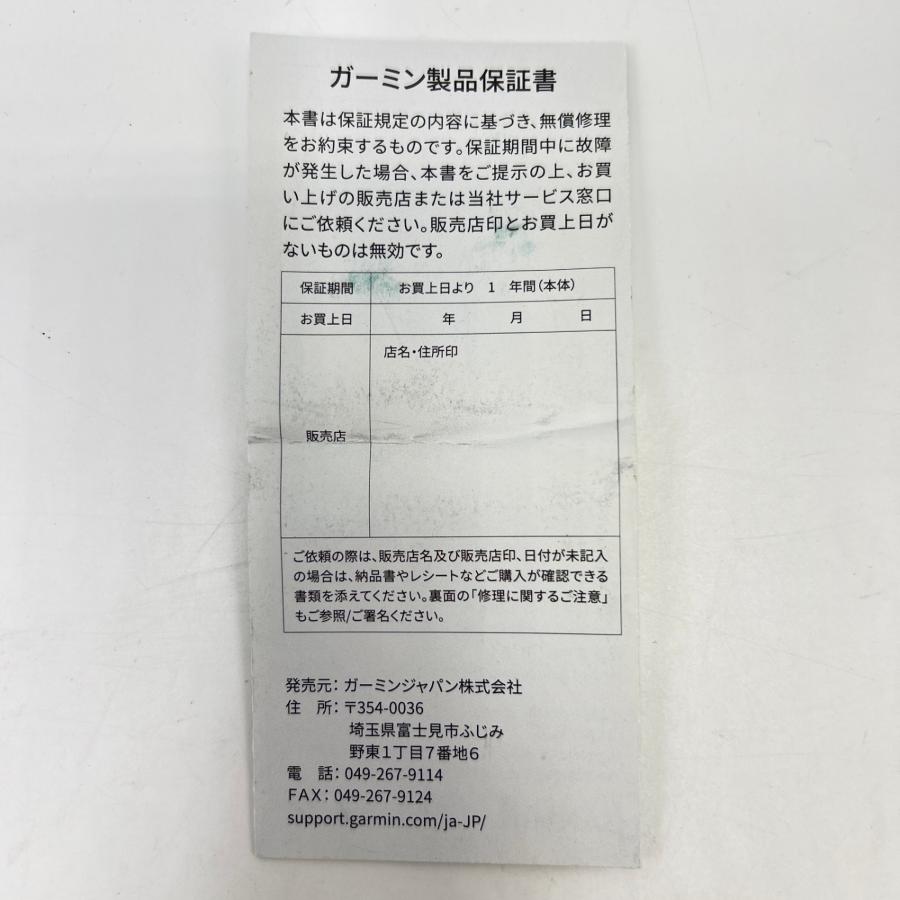 ガーミン製品保証書
本書は保証規定の内容に基づき、無償修理
をお約束するものです。保証期間中に故障
が発生した場合、本書をご提示の上、お買
い上げの販売店または当社サービス窓口
にご依頼ください。販売店印とお買上日が
ないものは無効です。
保証期間 お買上日より 1 年間(本体)
お買上日 年 月 日
店名・住所印
販売店
ご依頼の際は、販売店名及び販売店印、日付が未記入
の場合は、納品書やレシートなどご購入が確認できる
書類を添えてください。裏面の「修理に関するご注意」
もご参照/ご署名ください。
発売元：ガーミンジャパン株式会社
住 所：〒354-0036
埼玉県富士見市ふじみ
野東1丁目7番地6
電 話：049-267-9114
FAX：049-267-9124
support.garmin.com/ja-JP/